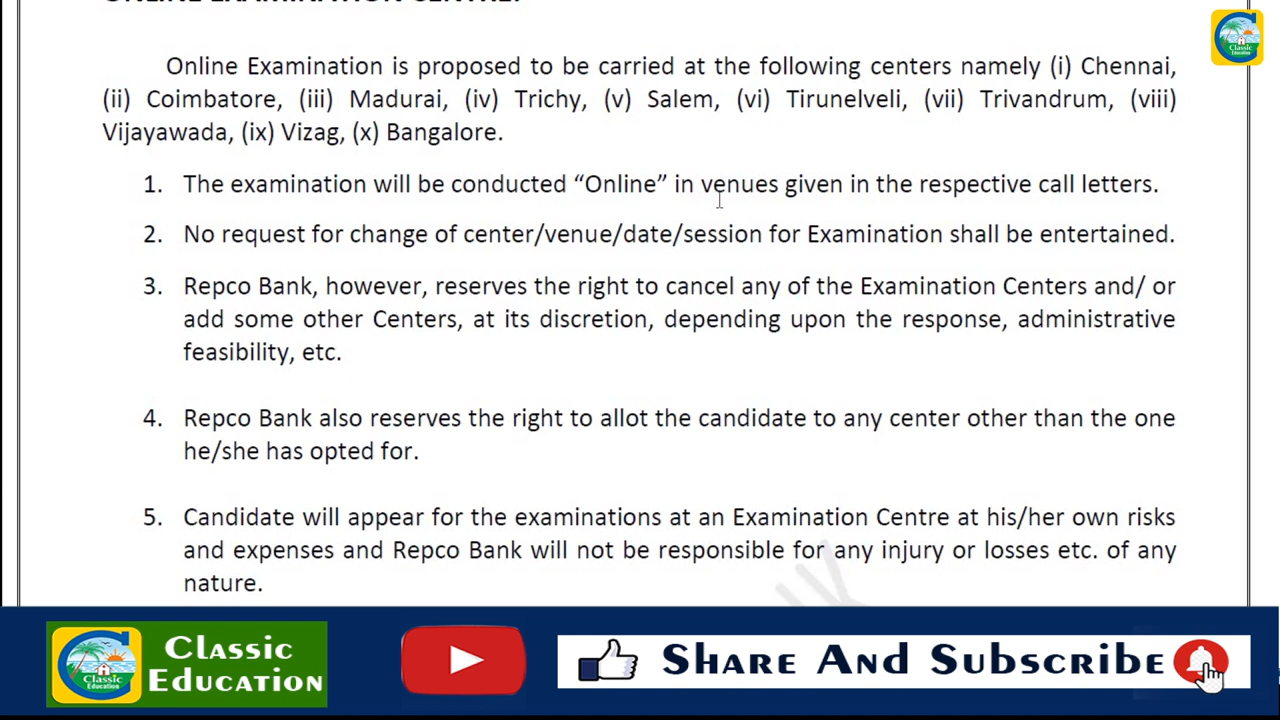 ONLINE EXAMINATION CENTRE:
Classic
Education
Online Examination is proposed to be carried at the following centers namely (i) Chennai,
(ii) Coimbatore, (iii) Madurai, (iv) Trichy, (v) Salem, (vi) Tirunelveli, (vii) Trivandrum, (viii)
Vijayawada, (ix) Vizag, (x) Bangalore.
1. The examination will be conducted “Online” in venues given in the respective call letters.
2. No request for change of center/venue/date/session for Examination shall be entertained.
3. Repco Bank, however, reserves the right to cancel any of the Examination Centers and/ or
add some other Centers, at its discretion, depending upon the response, administrative
feasibility, etc.
4. Repco Bank also reserves the right to allot the candidate to any center other than the one
he/she has opted for.
5. Candidate will appear for the examinations at an Examination Centre at his/her own risks
and expenses and Repco Bank will not be responsible for any injury or losses etc. of any
nature.
Classic
Education
Classic
Education
Share And Subscribe